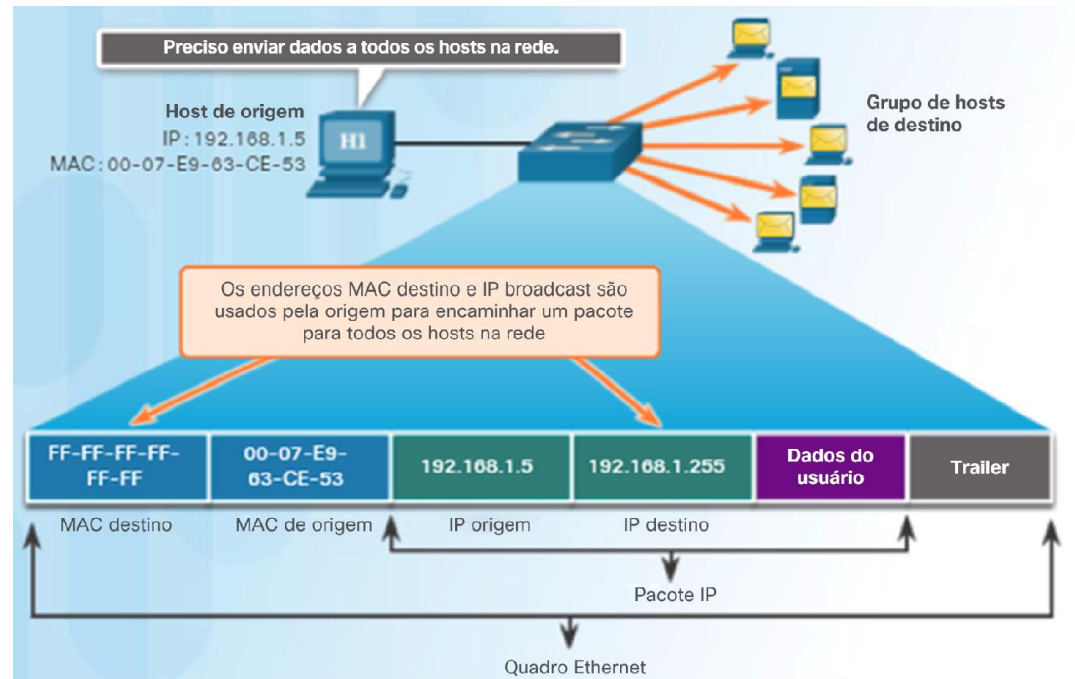 Preciso enviar dados a todos os hosts na rede.
Host de origem
IP:192.168.1.5
MAC:00-07-E9-63-CE-53
H1
Grupo de hosts
de destino
Os endereços MAC destino e IP broadcast são
usados pela origem para encaminhar um pacote
para todos os hosts na rede
FF-FF-FF-FF-
FF-FF
00-07-E9-
63-CE-53
192.168.1.5
192.168.1.255
Dados do
usuário
Trailer
MAC destino
MAC de origem
IP origem
IP destino
Pacote IP
Quadro Ethernet